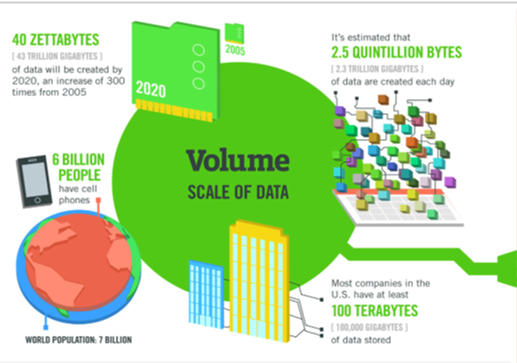 40 ZETTABYTES
[ 43 TRILLION GIGABYTES ]
of data will be created by
2020, an increase of 300
times from 2005
2020
2005
It's estimated that
2.5 QUINTILLION BYTES
[ 2.3 TRILLION GIGABYTES ]
of data are created each day
6 BILLION
PEOPLE
have cell
phones
Volume
SCALE OF DATA
WORLD POPULATION: 7 BILLION
Most companies in the
U.S. have at least
100 TERABYTES
[ 100,000 GIGABYTES ]
of data stored